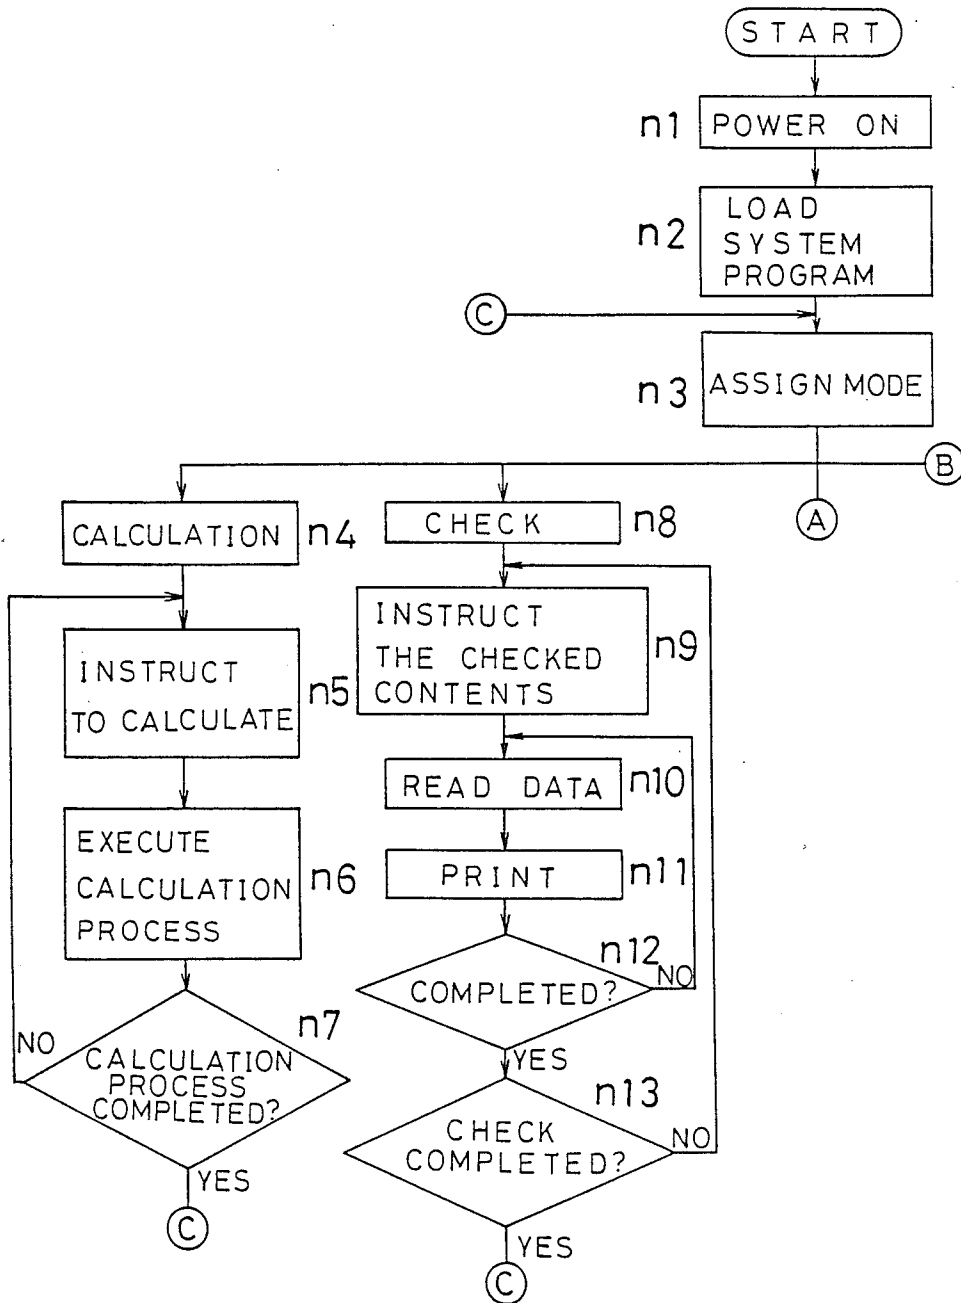 START
n1
POWER ON
n2
LOAD
SYSTEM
PROGRAM
C
n3
ASSIGN MODE
B
A
CALCULATION
n4
INSTRUCT
TO CALCULATE
n5
EXECUTE
CALCULATION
PROCESS
n6
n7
NO
CALCULATION
PROCESS
COMPLETED?
YES
C
CHECK
n8
INSTRUCT
THE CHECKED
CONTENTS
n9
READ DATA
n10
PRINT
n11
n12
COMPLETED?
NO
YES
n13
CHECK
COMPLETED?
NO
YES
C